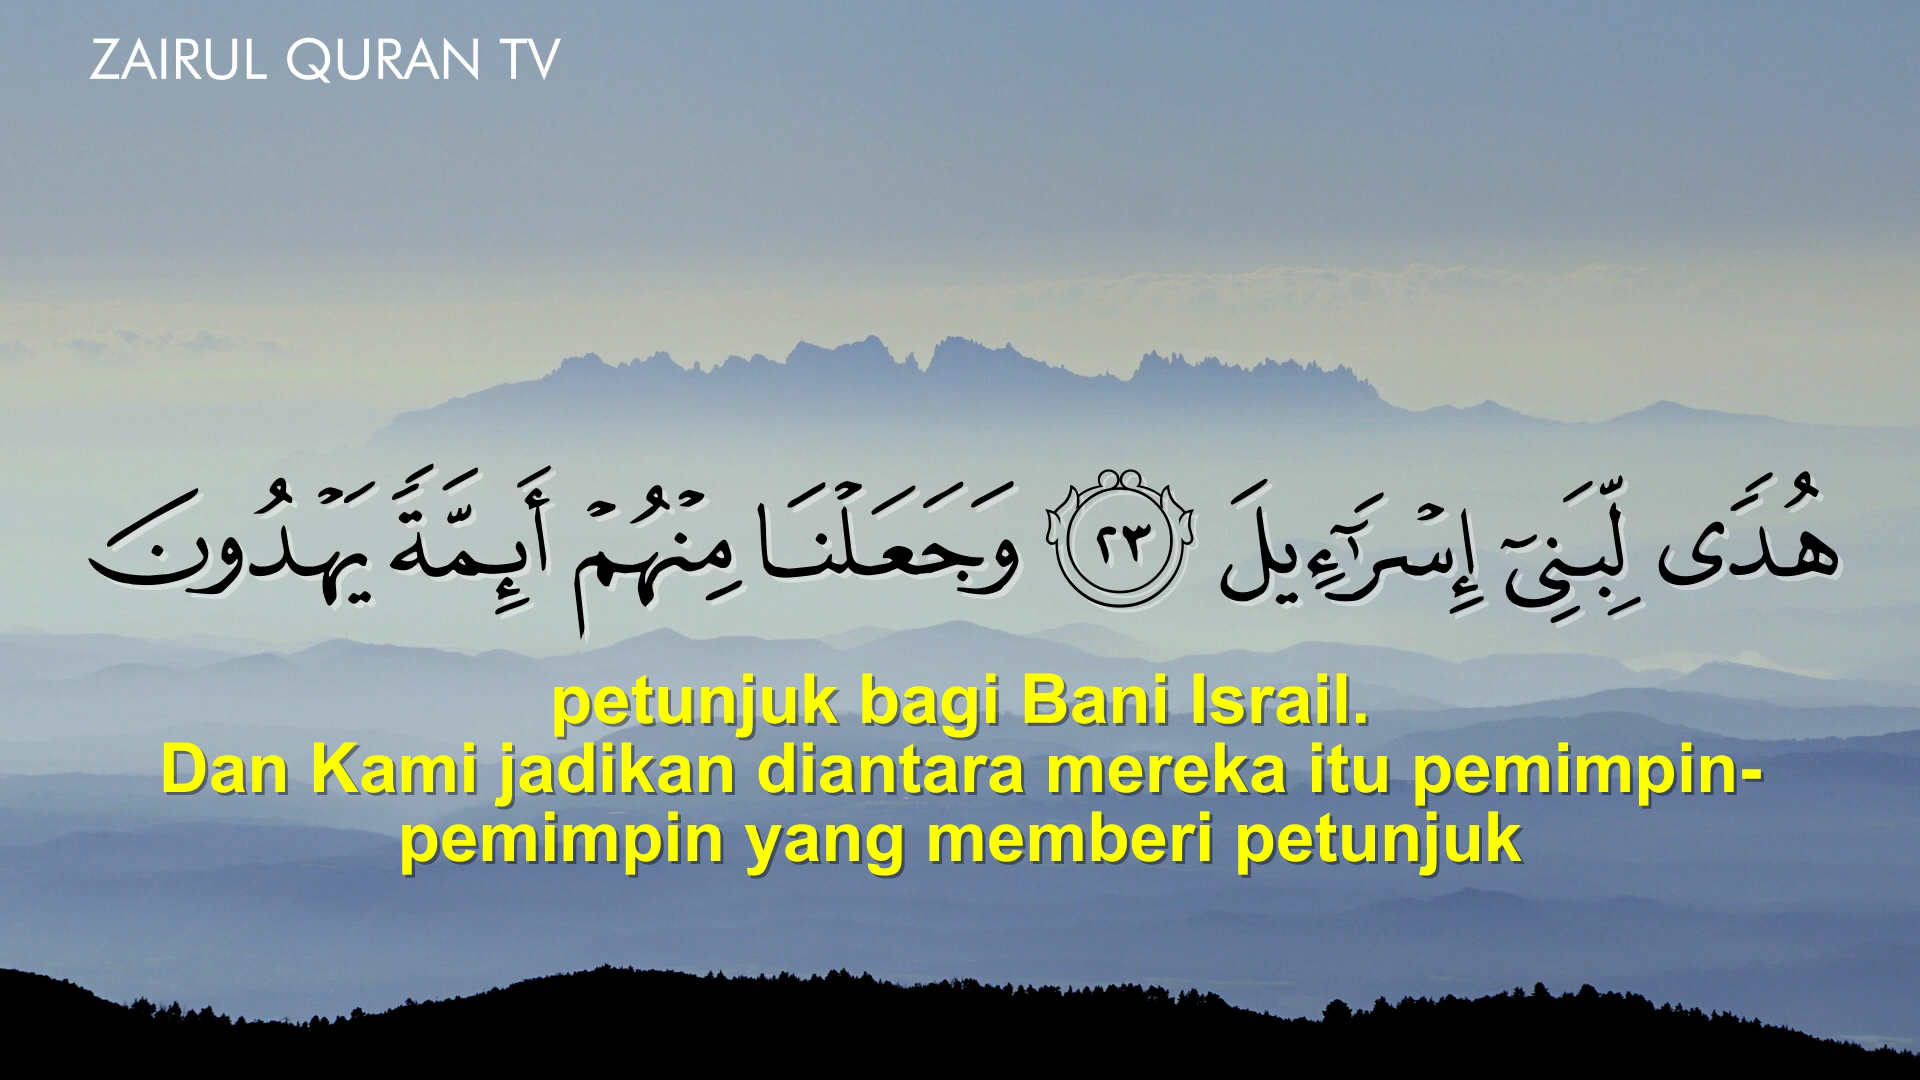 ZAIRUL QURAN TV
هُدًى لِّبَنِىٓ إِسْرَٰٓءِيلَ ٢٣ وَجَعَلْنَا مِنْهُمْ أَئِمَّةً يَهْدُونَ
petunjuk bagi Bani Israil.
Dan Kami jadikan diantara mereka itu pemimpin-
pemimpin yang memberi petunjuk